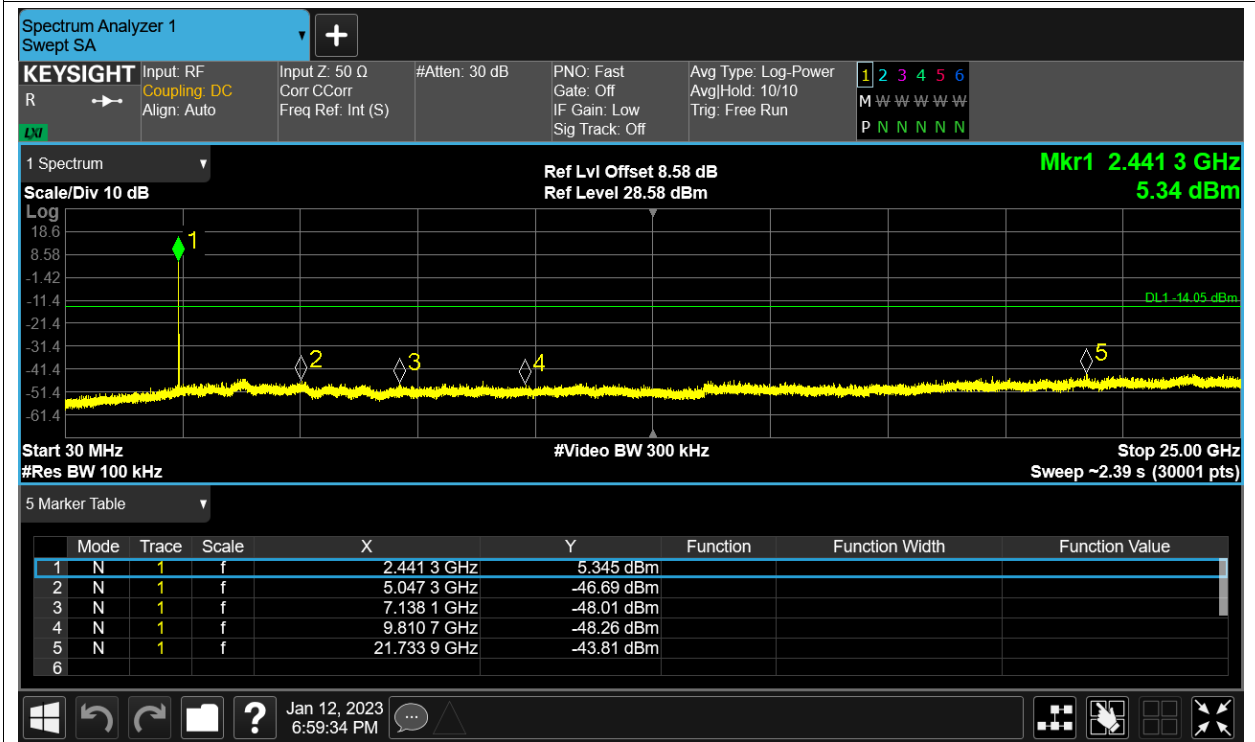 Spectrum Analyzer 1
Swept SA
+
KEYSIGHT
R
LXI
Input: RF
Coupling: DC
Align: Auto
Input Z: 50 Ω
Corr CCorr
Freq Ref: Int (S)
#Atten: 30 dB
PNO: Fast
Gate: Off
IF Gain: Low
Sig Track: Off
Avg Type: Log-Power
Avg|Hold: 10/10
Trig: Free Run
1 2 3 4 5 6
M W W W W W
P N N N N N
1 Spectrum
Scale/Div 10 dB
Ref Lvl Offset 8.58 dB
Ref Level 28.58 dBm
Mkr1 2.441 3 GHz
5.34 dBm
Log
18.6
8.58
-1.42
-11.4
-21.4
-31.4
-41.4
-51.4
-61.4
1
2
3
4
5
DL1 -14.05 dBm
Start 30 MHz
#Res BW 100 kHz
#Video BW 300 kHz
Stop 25.00 GHz
Sweep ~2.39 s (30001 pts)
5 Marker Table
Mode Trace Scale X Y Function Function Width Function Value
1 N 1 f 2.441 3 GHz 5.345 dBm
2 N 1 f 5.047 3 GHz -46.69 dBm
3 N 1 f 7.138 1 GHz -48.01 dBm
4 N 1 f 9.810 7 GHz -48.26 dBm
5 N 1 f 21.733 9 GHz -43.81 dBm
6
?
Jan 12, 2023
6:59:34 PM